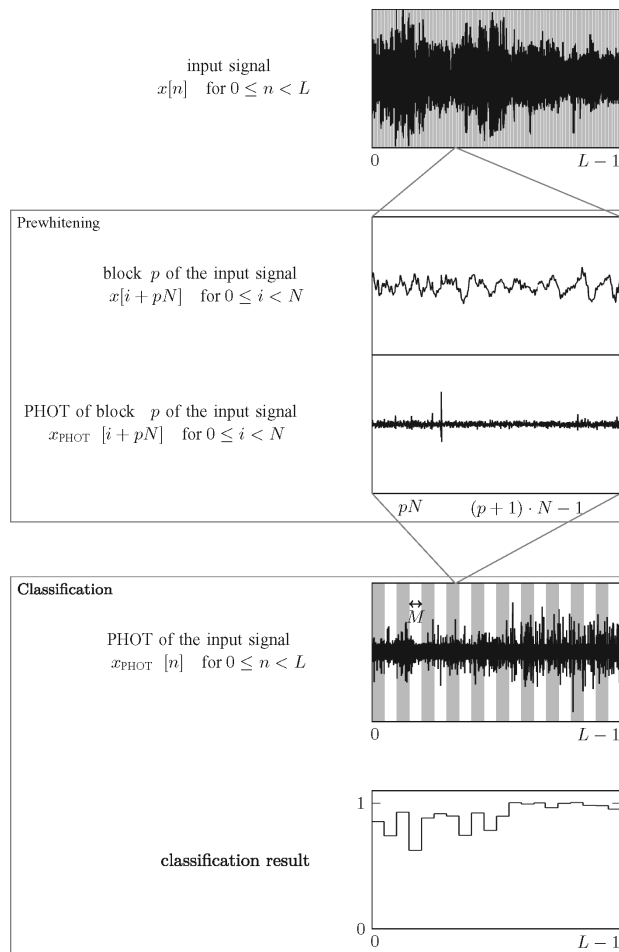 input signal
x[n] for 0 ≤ n < L
0 L − 1
Prewhitening
block p of the input signal
x[i + pN] for 0 ≤ i < N
PHOT of block p of the input signal
x_PHOT [i + pN] for 0 ≤ i < N
pN (p + 1) · N − 1
Classification
M
PHOT of the input signal
x_PHOT [n] for 0 ≤ n < L
0 L − 1
1
classification result
0
0 L − 1